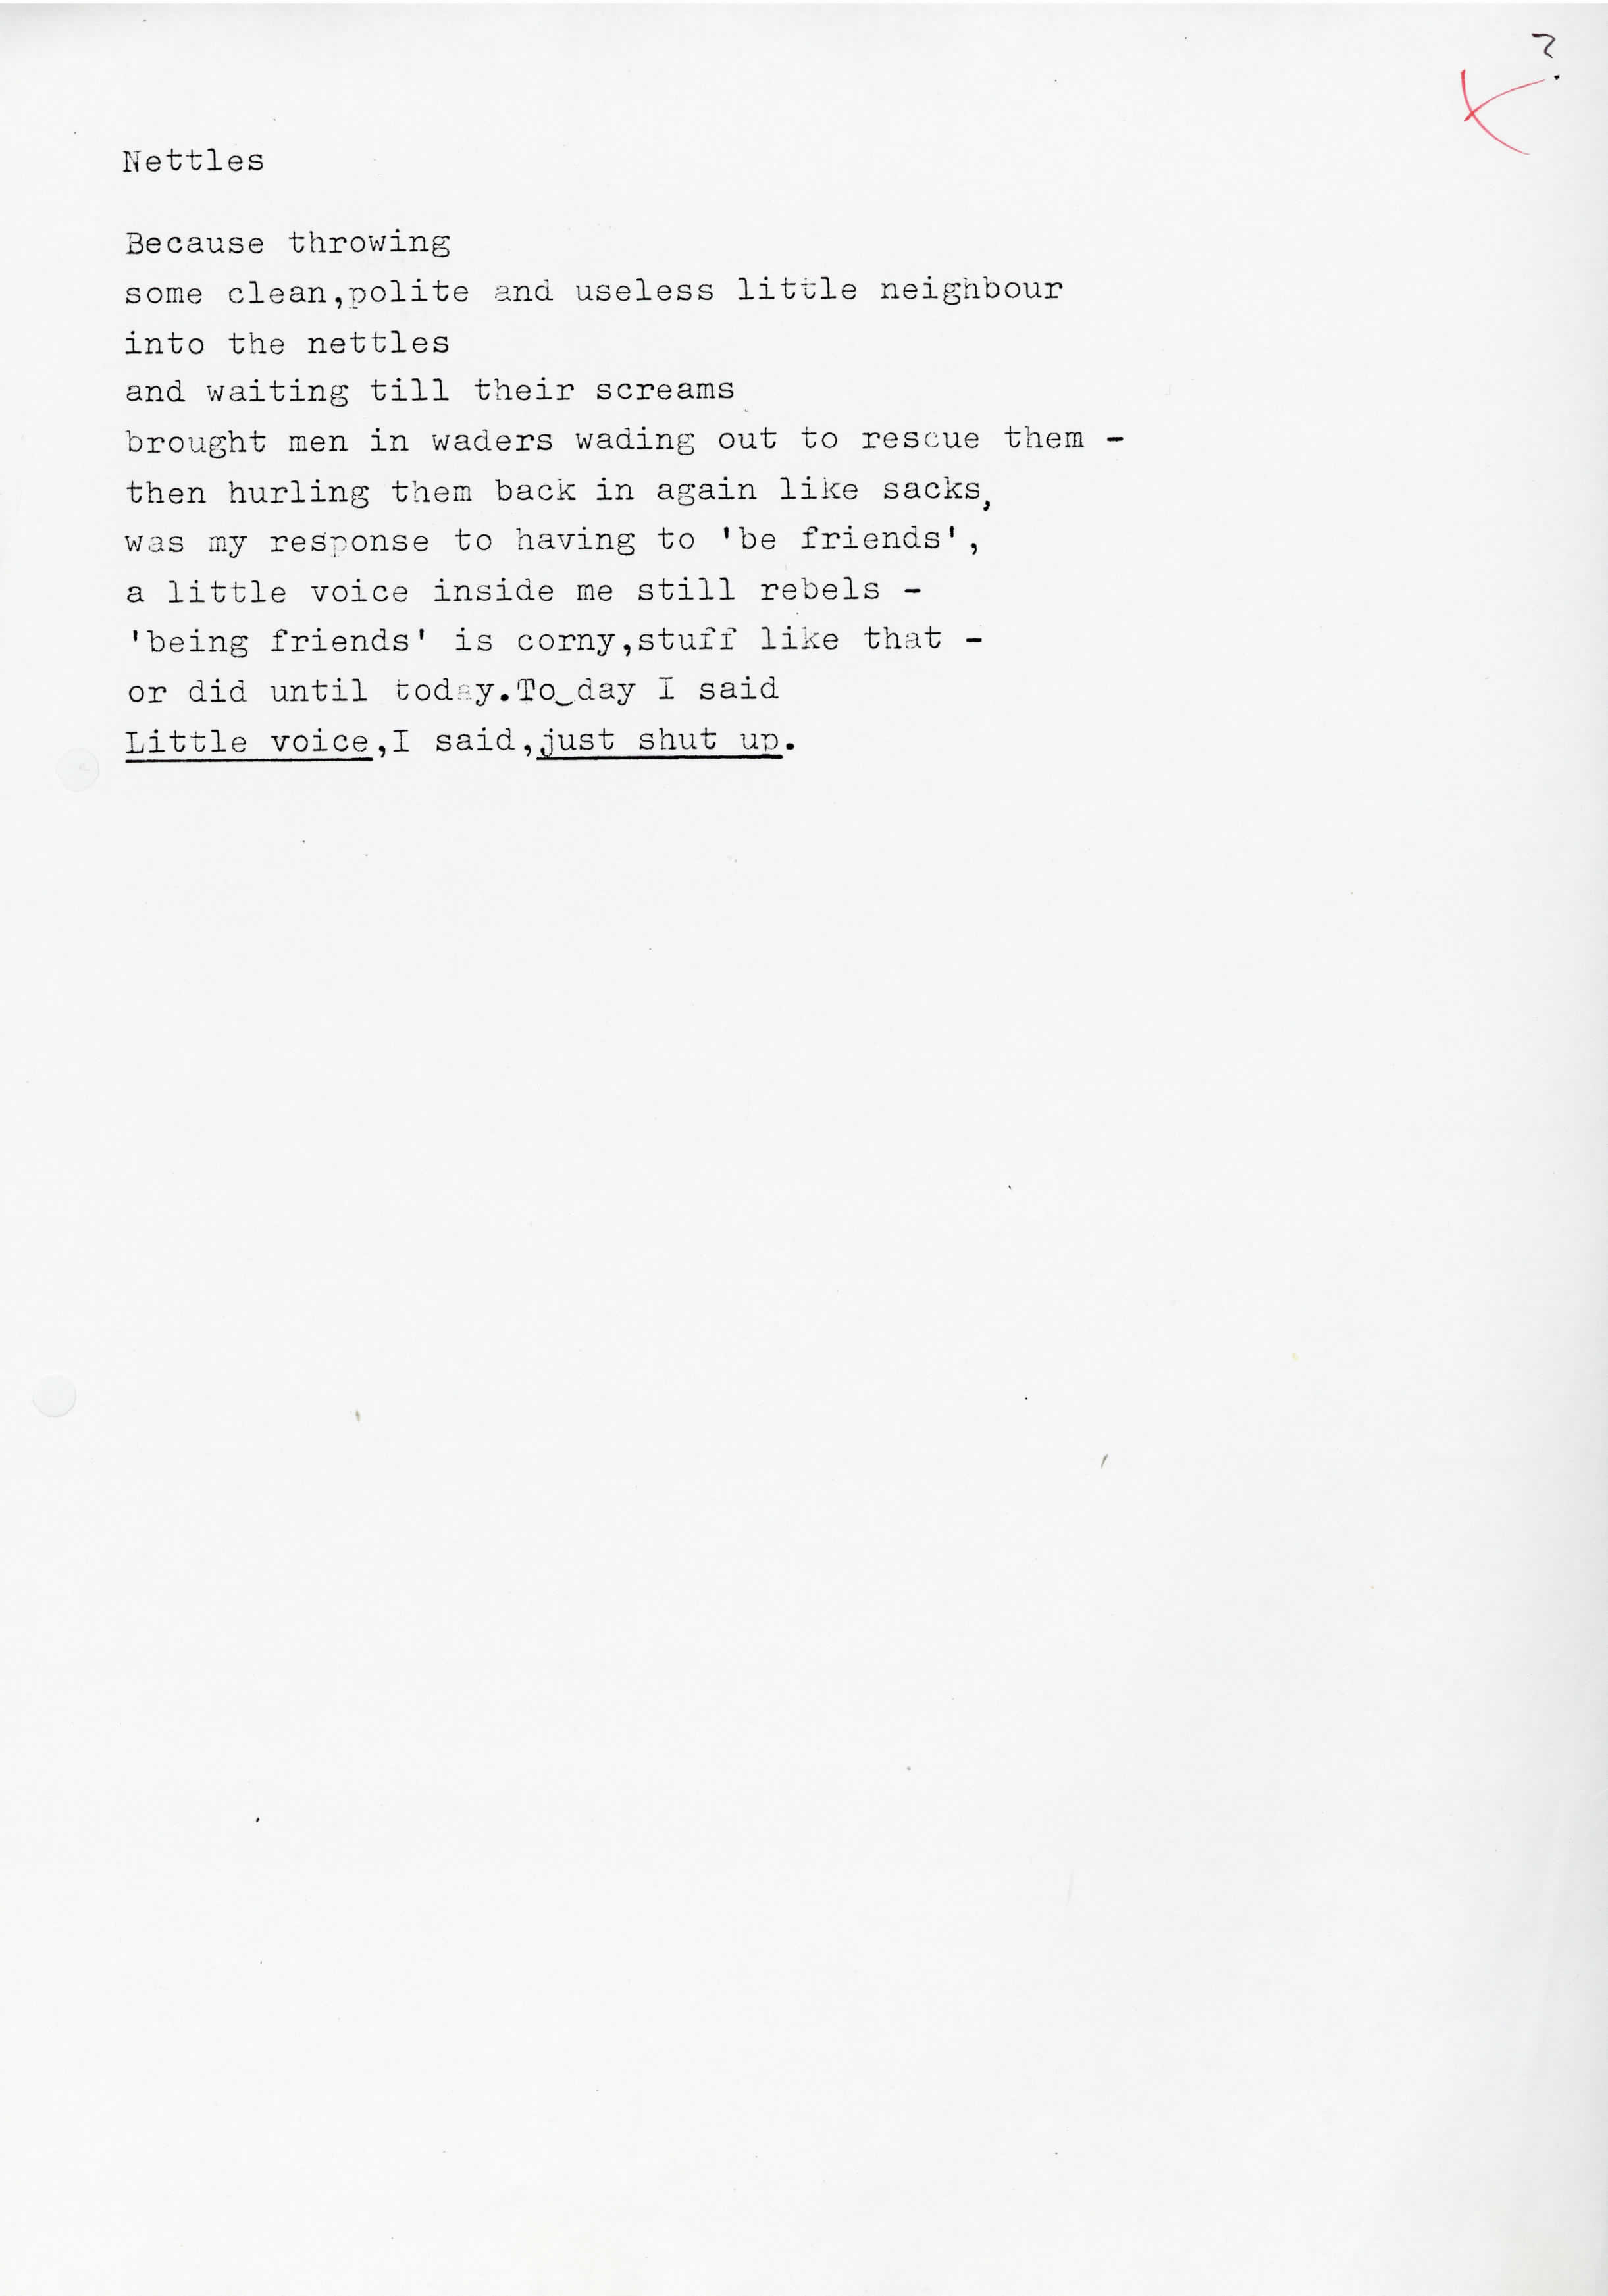 ?
Nettles
Because throwing
some clean,polite and useless little neighbour
into the nettles
and waiting till their screams
brought men in waders wading out to rescue them -
then hurling them back in again like sacks,
was my response to having to 'be friends',
a little voice inside me still rebels -
'being friends' is corny,stuff like that -
or did until today.To‿day I said
Little voice,I said,just shut up.